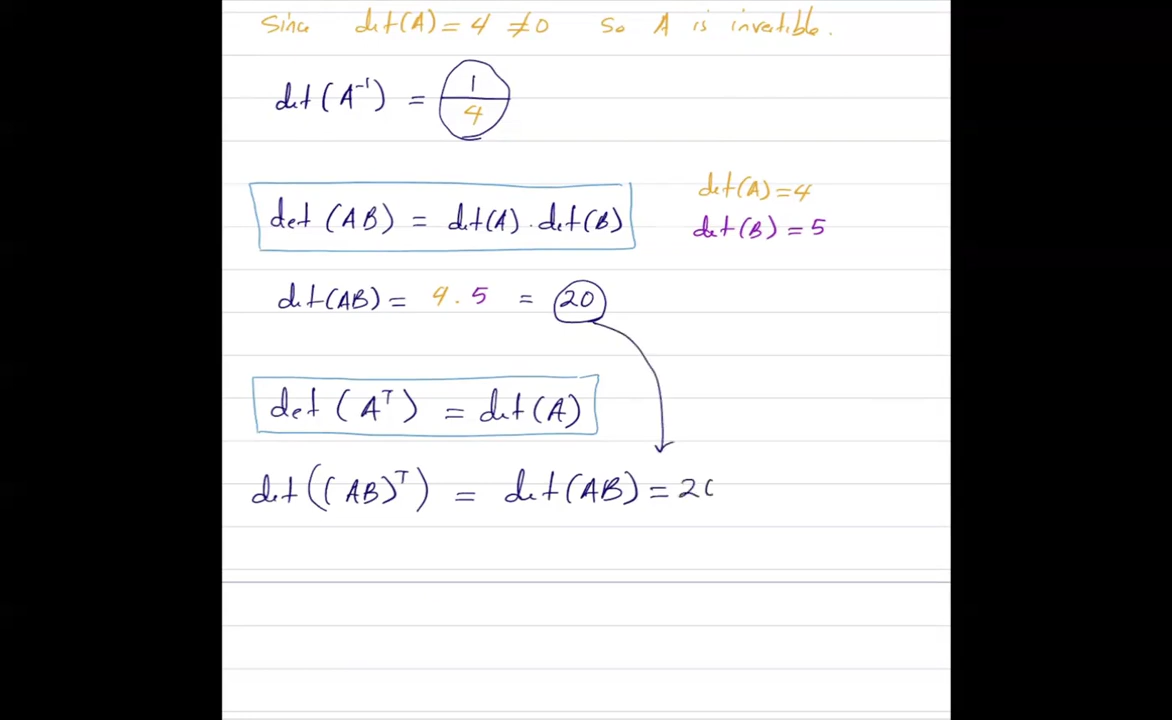 Since det(A) = 4 ≠ 0 so A is invertible.
det(A⁻¹) = 1/4
det(AB) = det(A) · det(B)
det(A) = 4
det(B) = 5
det(AB) = 4 · 5 = 20
det(Aᵀ) = det(A)
det((AB)ᵀ) = det(AB) = 2(